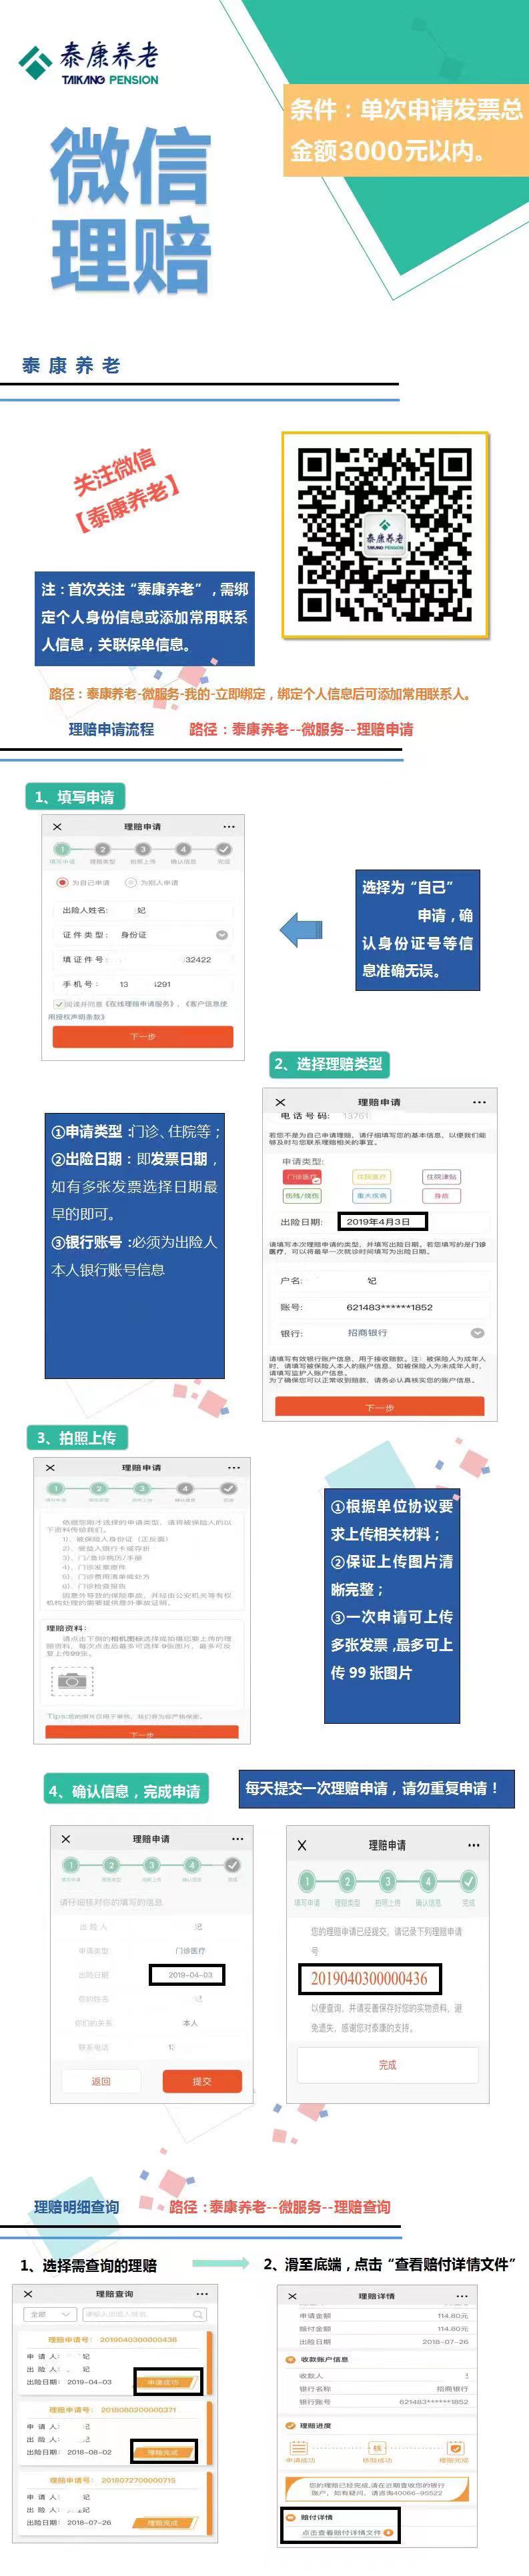 泰康养老
TAIKANG PENSION
条件：单次申请发票总
金额3000元以内。
微信
理赔
泰康养老
关注微信
【泰康养老】
泰康养老
TAIKANG PENSION
注：首次关注“泰康养老”，需绑
定个人身份信息或添加常用联系
人信息，关联保单信息。
路径：泰康养老-微服务-我的-立即绑定，绑定个人信息后可添加常用联系人。
理赔申请流程 路径：泰康养老--微服务--理赔申请
1、填写申请
理赔申请
1 2 3 4
填写申请 理赔类型 拍照上传 确认信息 完成
为自己申请 为别人申请
出险人姓名： 妃
证件类型： 身份证
填证件号： 32422
手机号： 13 291
阅读并同意《在线理赔申请服务》、《客户信息使
用授权声明条款》
下一步
选择为“自己”
申请，确
认身份证号等信
息准确无误。
2、选择理赔类型
①申请类型：门诊、住院等；
②出险日期：即发票日期，
如有多张发票选择日期最
早的即可。
③银行账号：必须为出险人
本人银行账号信息
理赔申请
电话号码： 13761
若您不是为自己申请理赔，请仔细填写您的基本信息，以便我们能
够及时与您联系理赔相关的事宜。
申请类型：
门诊医疗 住院医疗 住院津贴
伤残/烧伤 重大疾病 身故
出险日期： 2019年4月3日
请填写本次理赔申请的类型，并填写出险日期。若您填写的是门诊
医疗，可以将最早一次就诊时间填写为出险日期。
户名： 妃
账号： 621483******1852
银行： 招商银行
请填写有效银行账户信息，用于接收赔款。注：被保险人为成年人
时，请填写被保险人本人的账户信息，如被保险人为未成年人时，
请填写监护人账户信息。
为了确保您可以正常收到赔款，请务必认真核实您的账户信息。
下一步
3、拍照上传
理赔申请
1 2 3 4
依据您刚才选择的申请类型，请将被保险人的以
下资料传给我们。
1)、被保险人身份证（正反面）
2)、受益人银行卡或存折
3)、门/急诊病历/手册
4)、门诊发票原件
5)、门诊费用清单或处方
6)、门诊检查报告
因意外导致的保险事故，并经由公安机关等有权
机构处理的需要提供意外事故证明。
理赔资料：
请点击下侧的相机图标选择或拍摄您要上传的理
赔资料，每次点击后最多可选择9张图片，最多可反
复上传99张。
Tips：您的照片仅用于审核，我们将为您严格保密。
下一步
①根据单位协议要
求上传相关材料；
②保证上传图片清
晰完整；
③一次申请可上传
多张发票，最多可上
传 99 张图片
4、确认信息，完成申请
每天提交一次理赔申请，请勿重复申请！
理赔申请
1 2 3 4
填写申请 理赔类型 拍照上传 确认信息 完成
请仔细核对你的填写的信息
出险人
申请类型 门诊医疗
出险日期 2019-04-03
你的姓名
你们的关系 本人
联系电话
返回 提交
理赔申请
1 2 3 4
填写申请 理赔类型 拍照上传 确认信息 完成
您的理赔申请已经提交，请记录下列理赔申请
号
2019040300000436
以便查询，并请妥善保存好您的实物资料，避
免遗失，感谢您对泰康的支持。
完成
理赔明细查询 路径：泰康养老--微服务--理赔查询
1、选择需查询的理赔
2、滑至底端，点击“查看赔付详情文件”
理赔查询
全部
理赔申请号： 2019040300000436
申请人：
出险人：
出险日期： 2019-04-03
申请成功
理赔申请号： 2018080200000371
申请人：
出险人：
出险日期： 2018-08-02
理赔完成
理赔申请号： 2018072700000715
申请人：
出险人：
出险日期： 2018-07-26
理赔完成
理赔详情
申请金额 114.80元
赔付金额 114.80元
出险日期 2018-07-26
收款账户信息
收款人
银行名称 招商银行
银行账号 621483******1852
理赔进度
申请成功 核赔成功 理赔完成
您的理赔已经完成,请在近期查收您的银行
账户，如有疑问，请咨询40066-95522
赔付详情
点击查看赔付详情文件